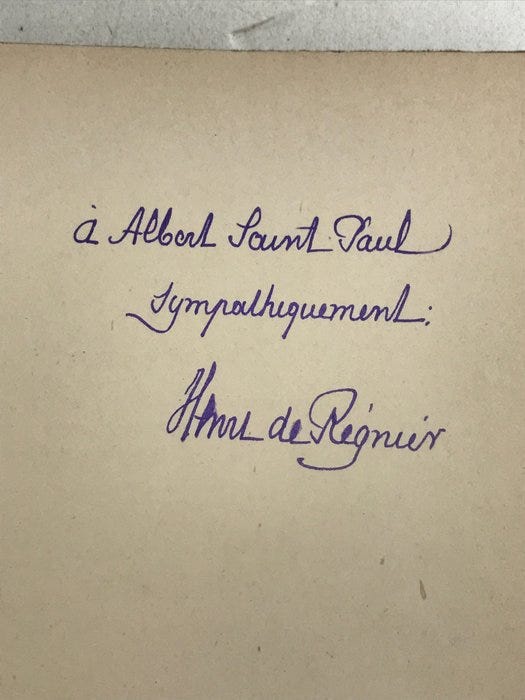 à Albert Saint Paul
Sympathiquement:
Henri de Régnier